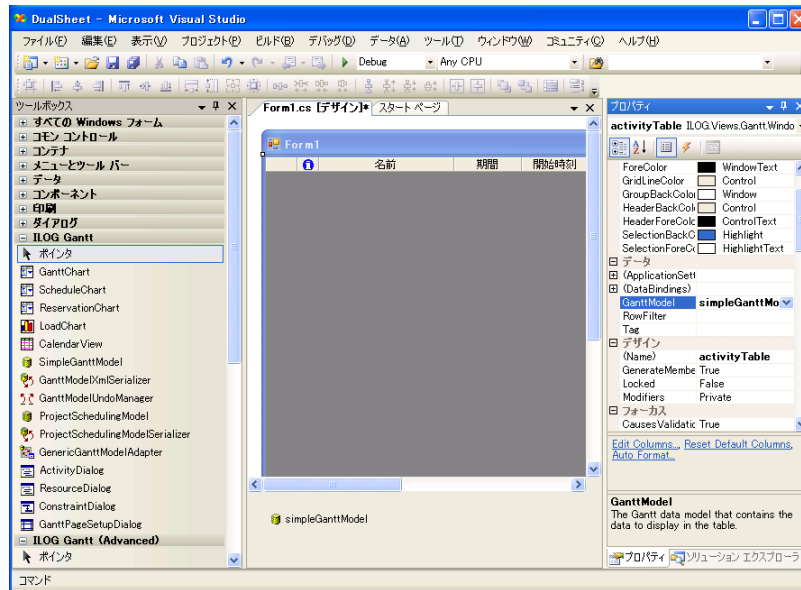 DualSheet - Microsoft Visual Studio
ファイル(F) 編集(E) 表示(V) プロジェクト(P) ビルド(B) デバッグ(D) データ(A) ツール(T) ウィンドウ(W) コミュニティ(C) ヘルプ(H)
Debug Any CPU
ツールボックス
すべての Windows フォーム
コモン コントロール
コンテナ
メニューとツール バー
データ
コンポーネント
印刷
ダイアログ
ILOG Gantt
ポインタ
GanttChart
ScheduleChart
ReservationChart
LoadChart
CalendarView
SimpleGanttModel
GanttModelXmlSerializer
GanttModelUndoManager
ProjectSchedulingModel
ProjectSchedulingModelSerializer
GenericGanttModelAdapter
ActivityDialog
ResourceDialog
ConstraintDialog
GanttPageSetupDialog
ILOG Gantt (Advanced)
ポインタ
Form1.cs [デザイン]* スタート ページ
Form1
名前 期間 開始時刻
simpleGanttModel
プロパティ
activityTable ILOG.Views.Gantt.Windo
ForeColor WindowText
GridLineColor Control
GroupBackColor Window
HeaderBackCol Control
HeaderForeColc ControlText
SelectionBackC Highlight
SelectionForeCc HighlightText
データ
(ApplicationSett
(DataBindings)
GanttModel simpleGanttMo
RowFilter
Tag
デザイン
(Name) activityTable
GenerateMembe True
Locked False
Modifiers Private
フォーカス
CausesValidatic True
Edit Columns..., Reset Default Columns,
Auto Format...
GanttModel
The Gantt data model that contains the
data to display in the table.
プロパティ ソリューション エクスプローラ
コマンド